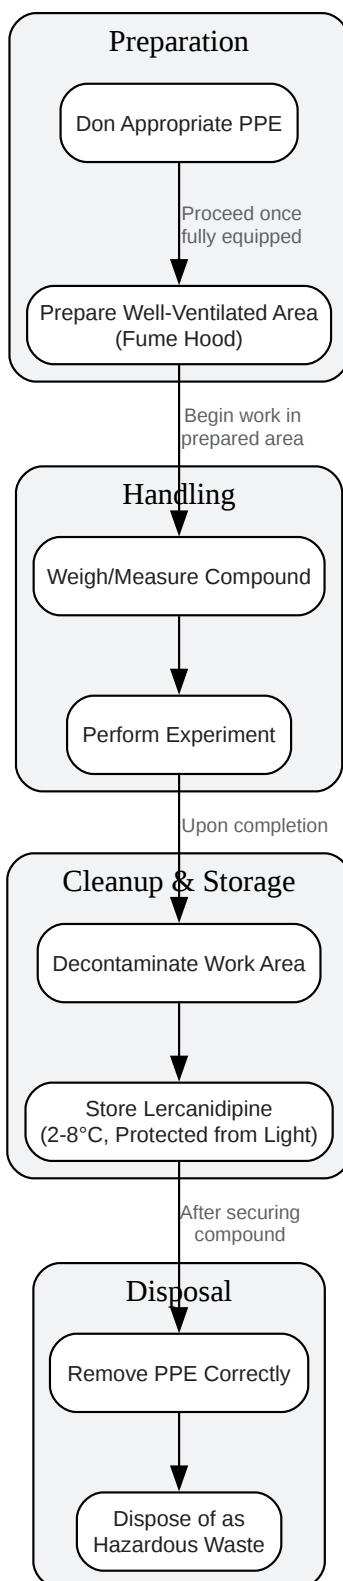 Preparation
Don Appropriate PPE
Proceed once
fully equipped
Prepare Well-Ventilated Area
(Fume Hood)
Begin work in
prepared area
Handling
Weigh/Measure Compound
Perform Experiment
Upon completion
Cleanup & Storage
Decontaminate Work Area
Store Lercanidipine
(2-8°C, Protected from Light)
After securing
compound
Disposal
Remove PPE Correctly
Dispose of as
Hazardous Waste